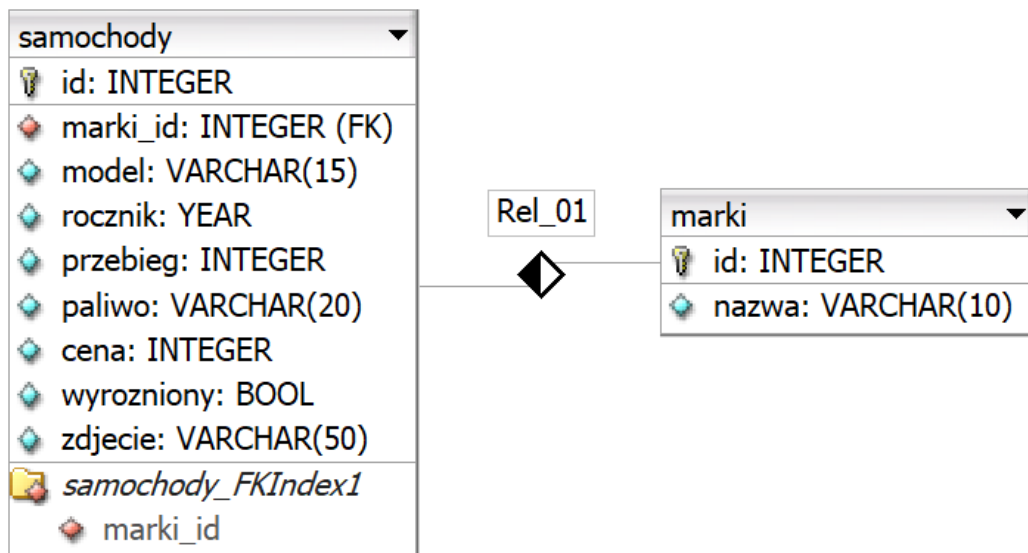 samochody
id: INTEGER
marki_id: INTEGER (FK)
model: VARCHAR(15)
rocznik: YEAR
przebieg: INTEGER
paliwo: VARCHAR(20)
cena: INTEGER
wyrozniony: BOOL
zdjecie: VARCHAR(50)
samochody_FKIndex1
marki_id
Rel_01
marki
id: INTEGER
nazwa: VARCHAR(10)